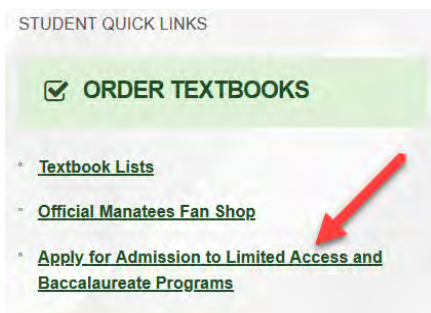 STUDENT QUICK LINKS
ORDER TEXTBOOKS
Textbook Lists
Official Manatees Fan Shop
Apply for Admission to Limited Access and
Baccalaureate Programs